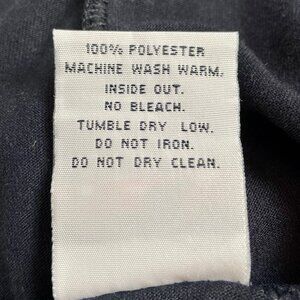 100% POLYESTER
MACHINE WASH WARM.
INSIDE OUT.
NO BLEACH.
TUMBLE DRY LOW.
DO NOT IRON.
DO NOT DRY CLEAN.